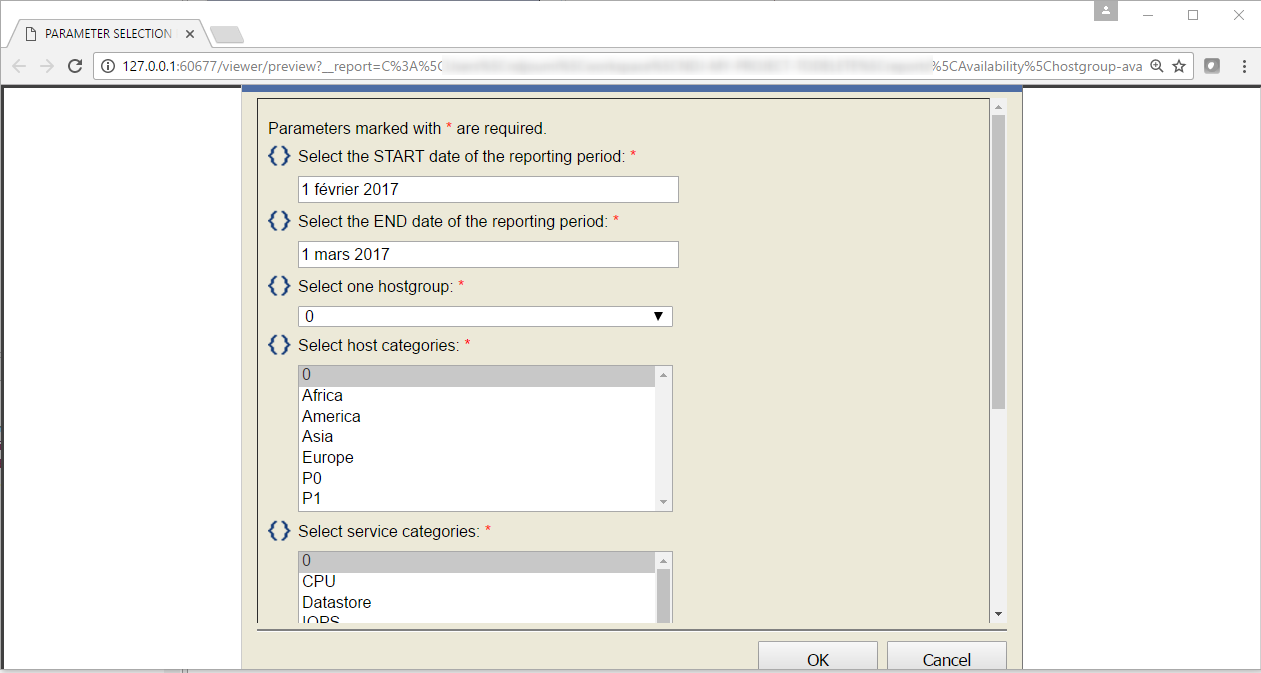 PARAMETER SELECTION
127.0.0.1:60677/viewer/preview?__report=C%3A%5C %5CAvailability%5Chostgroup-ava
Parameters marked with * are required.
{} Select the START date of the reporting period: *
1 février 2017
{} Select the END date of the reporting period: *
1 mars 2017
{} Select one hostgroup: *
0
{} Select host categories: *
0
Africa
America
Asia
Europe
P0
P1
{} Select service categories: *
0
CPU
Datastore
IOPS
OK Cancel